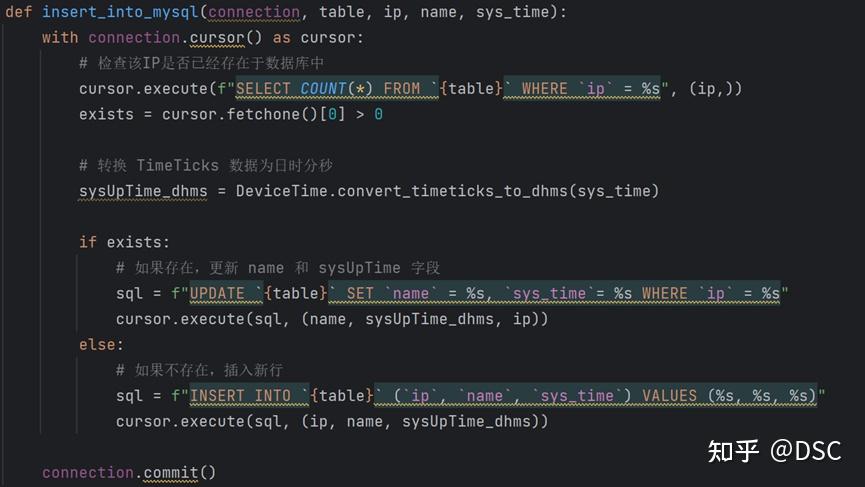 def insert_into_mysql(connection, table, ip, name, sys_time):
    with connection.cursor() as cursor:
        # 检查该IP是否已经存在于数据库中
        cursor.execute(f"SELECT COUNT(*) FROM `{table}` WHERE `ip` = %s", (ip,))
        exists = cursor.fetchone()[0] > 0
        # 转换 TimeTicks 数据为日时分秒
        sysUpTime_dhms = DeviceTime.convert_timeticks_to_dhms(sys_time)
        if exists:
            # 如果存在，更新 name 和 sysUpTime 字段
            sql = f"UPDATE `{table}` SET `name` = %s, `sys_time`= %s WHERE `ip` = %s"
            cursor.execute(sql, (name, sysUpTime_dhms, ip))
        else:
            # 如果不存在，插入新行
            sql = f"INSERT INTO `{table}` (`ip`, `name`, `sys_time`) VALUES (%s, %s, %s)"
            cursor.execute(sql, (ip, name, sysUpTime_dhms))
    connection.commit()
知乎 @DSC